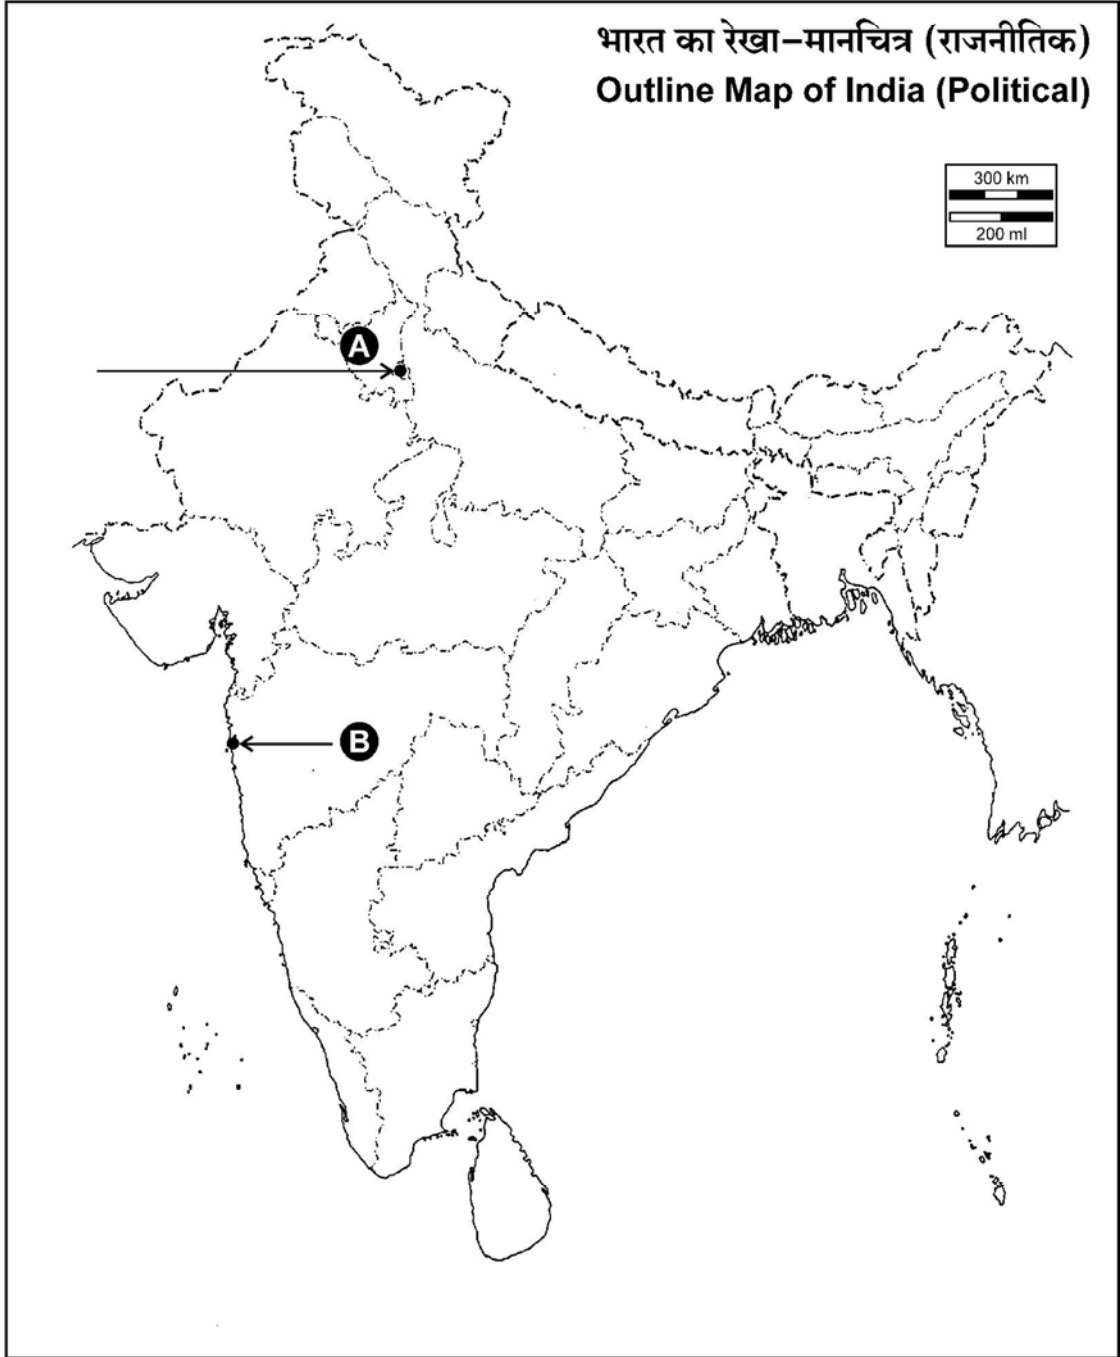 भारत का रेखा–मानचित्र (राजनीतिक)
Outline Map of India (Political)
300 km
200 ml
A
B